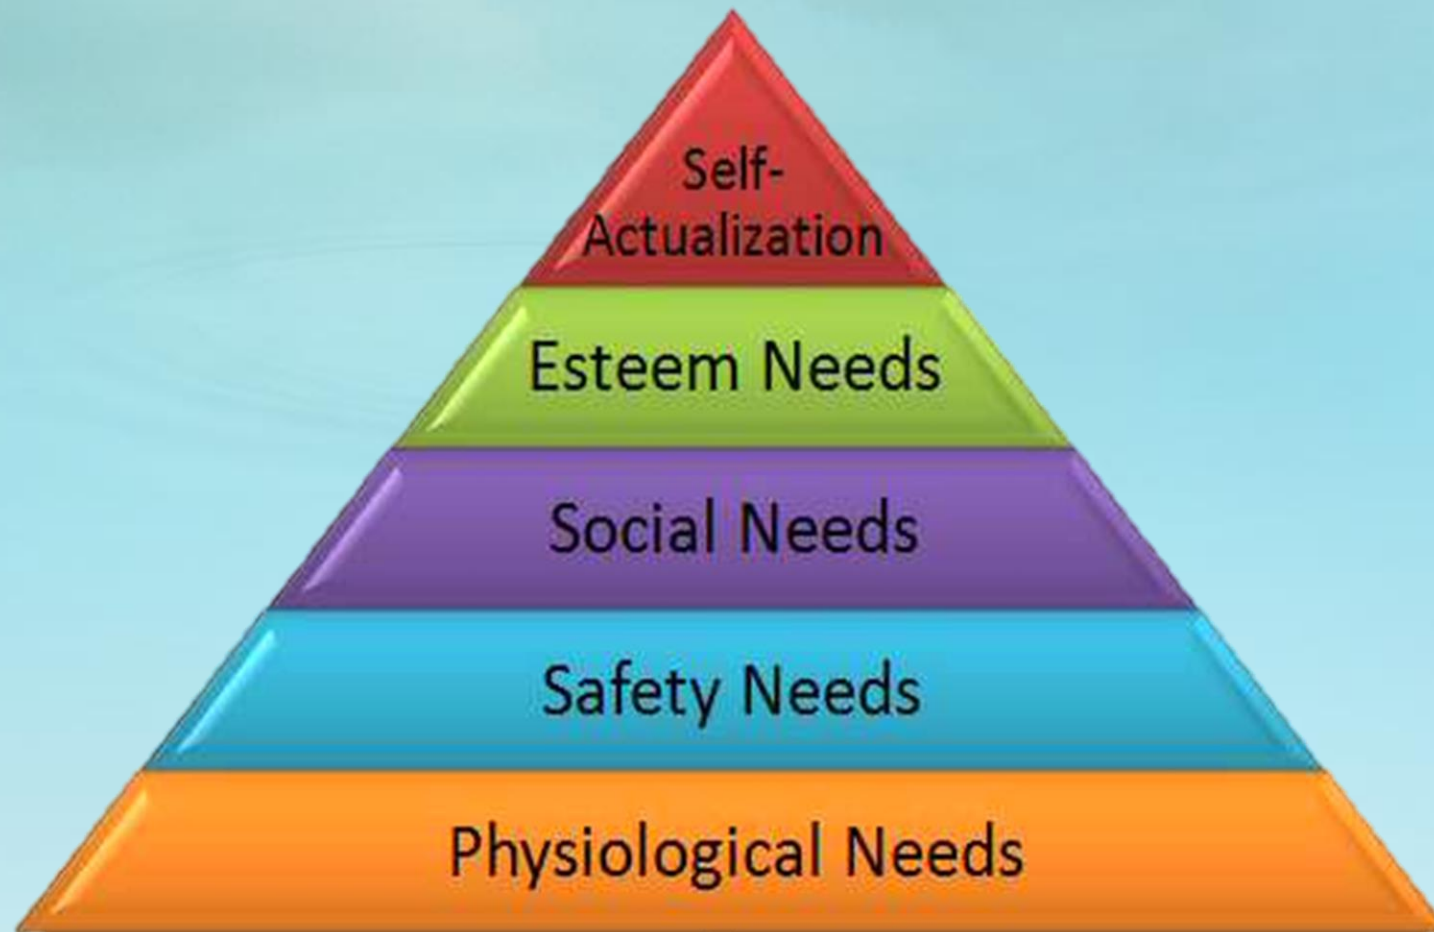 Self-
Actualization
Esteem Needs
Social Needs
Safety Needs
Physiological Needs